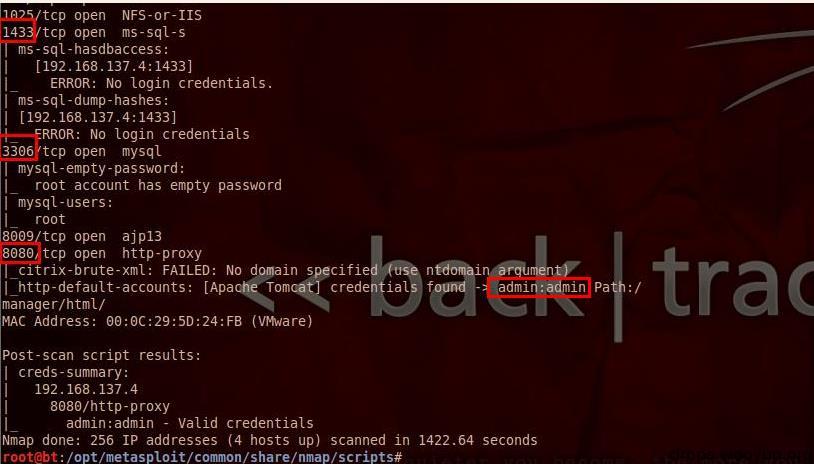 1025/tcp open  NFS-or-IIS
1433/tcp open  ms-sql-s
| ms-sql-hasdbaccess:
|   [192.168.137.4:1433]
|_    ERROR: No login credentials.
| ms-sql-dump-hashes:
| [192.168.137.4:1433]
|_  ERROR: No login credentials
3306/tcp open  mysql
| mysql-empty-password:
|_  root account has empty password
| mysql-users:
|_  root
8009/tcp open  ajp13
8080/tcp open  http-proxy
|_citrix-brute-xml: FAILED: No domain specified (use ntdomain argument)
|_http-default-accounts: [Apache Tomcat] credentials found -> admin:admin Path:/
manager/html/
MAC Address: 00:0C:29:5D:24:FB (VMware)
Post-scan script results:
| creds-summary:
|   192.168.137.4
|     8080/http-proxy
|_      admin:admin - Valid credentials
Nmap done: 256 IP addresses (4 hosts up) scanned in 1422.64 seconds
root@bt:/opt/metasploit/common/share/nmap/scripts#
<< back | trac